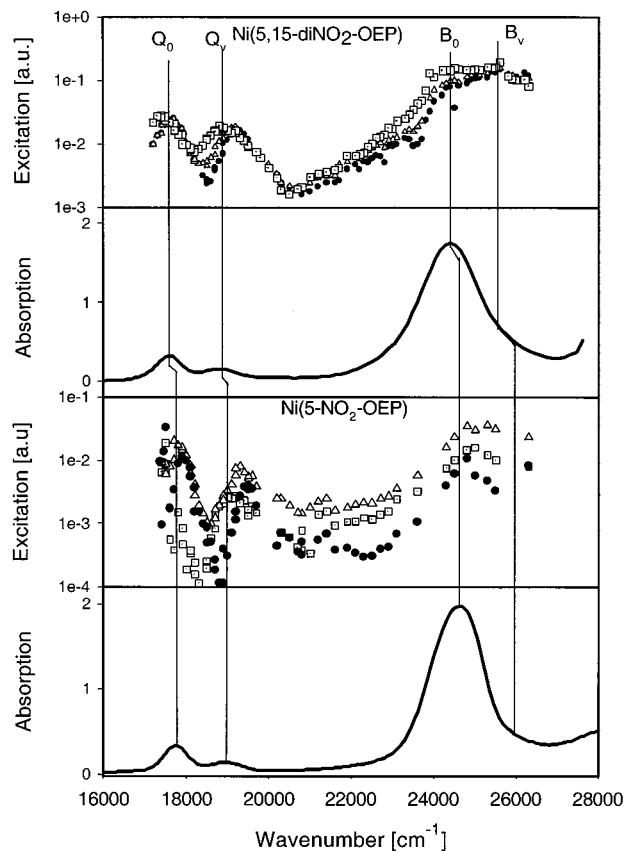 Ni(5,15-diNO₂-OEP)
Q₀ Qᵥ B₀ Bᵥ
Excitation [a.u.]
1e+0
1e-1
1e-2
1e-3
Absorption
2
1
0
Ni(5-NO₂-OEP)
Excitation [a.u]
1e-1
1e-2
1e-3
1e-4
Absorption
2
1
0
16000 18000 20000 22000 24000 26000 28000
Wavenumber [cm⁻¹]